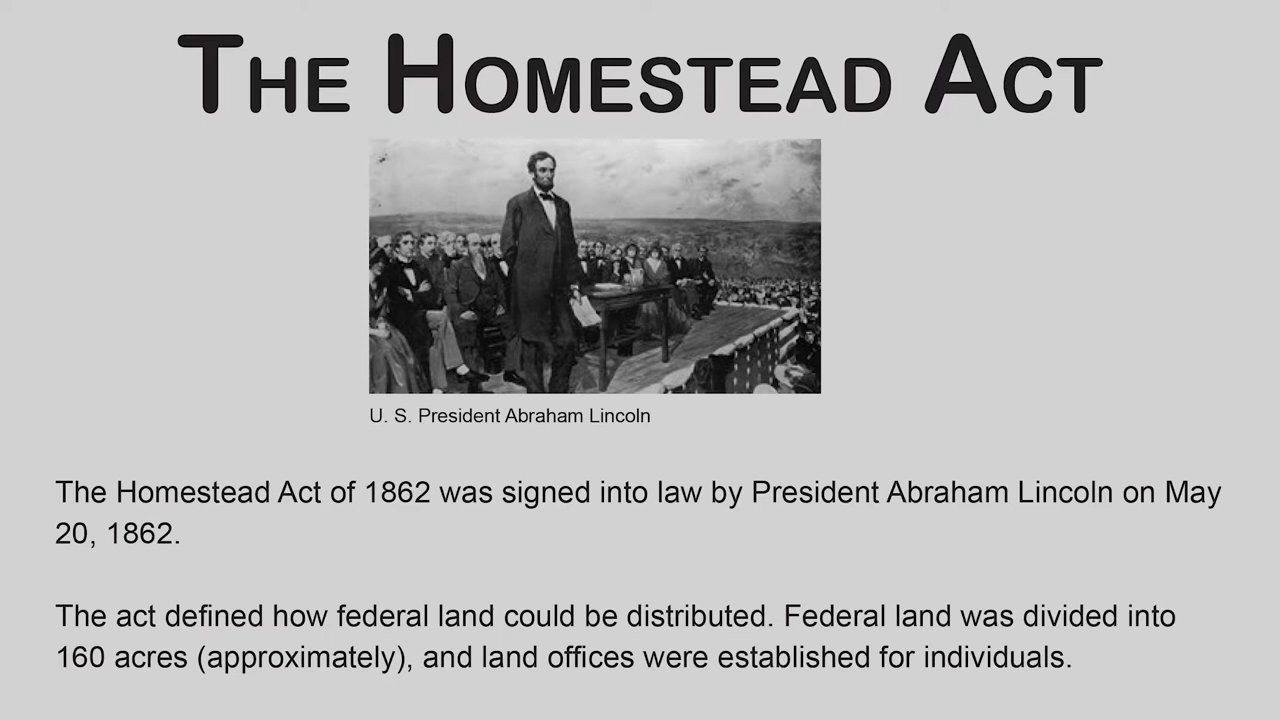 THE HOMESTEAD ACT
U. S. President Abraham Lincoln
The Homestead Act of 1862 was signed into law by President Abraham Lincoln on May
20, 1862.
The act defined how federal land could be distributed. Federal land was divided into
160 acres (approximately), and land offices were established for individuals.